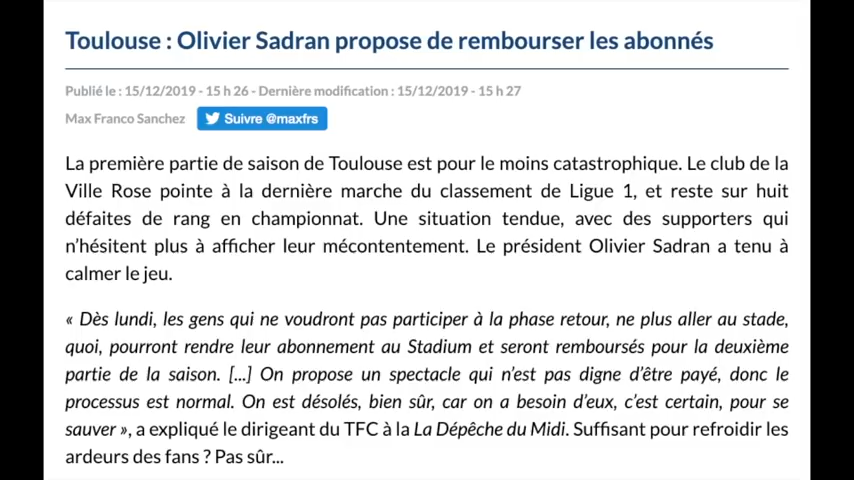 Toulouse : Olivier Sadran propose de rembourser les abonnés
Publié le : 15/12/2019 - 15 h 26 - Dernière modification : 15/12/2019 - 15 h 27
Max Franco Sanchez Suivre @maxfrs
La première partie de saison de Toulouse est pour le moins catastrophique. Le club de la
Ville Rose pointe à la dernière marche du classement de Ligue 1, et reste sur huit
défaites de rang en championnat. Une situation tendue, avec des supporters qui
n’hésitent plus à afficher leur mécontentement. Le président Olivier Sadran a tenu à
calmer le jeu.
« Dès lundi, les gens qui ne voudront pas participer à la phase retour, ne plus aller au stade,
quoi, pourront rendre leur abonnement au Stadium et seront remboursés pour la deuxième
partie de la saison. [...] On propose un spectacle qui n’est pas digne d’être payé, donc le
processus est normal. On est désolés, bien sûr, car on a besoin d’eux, c’est certain, pour se
sauver », a expliqué le dirigeant du TFC à la La Dépêche du Midi. Suffisant pour refroidir les
ardeurs des fans ? Pas sûr...